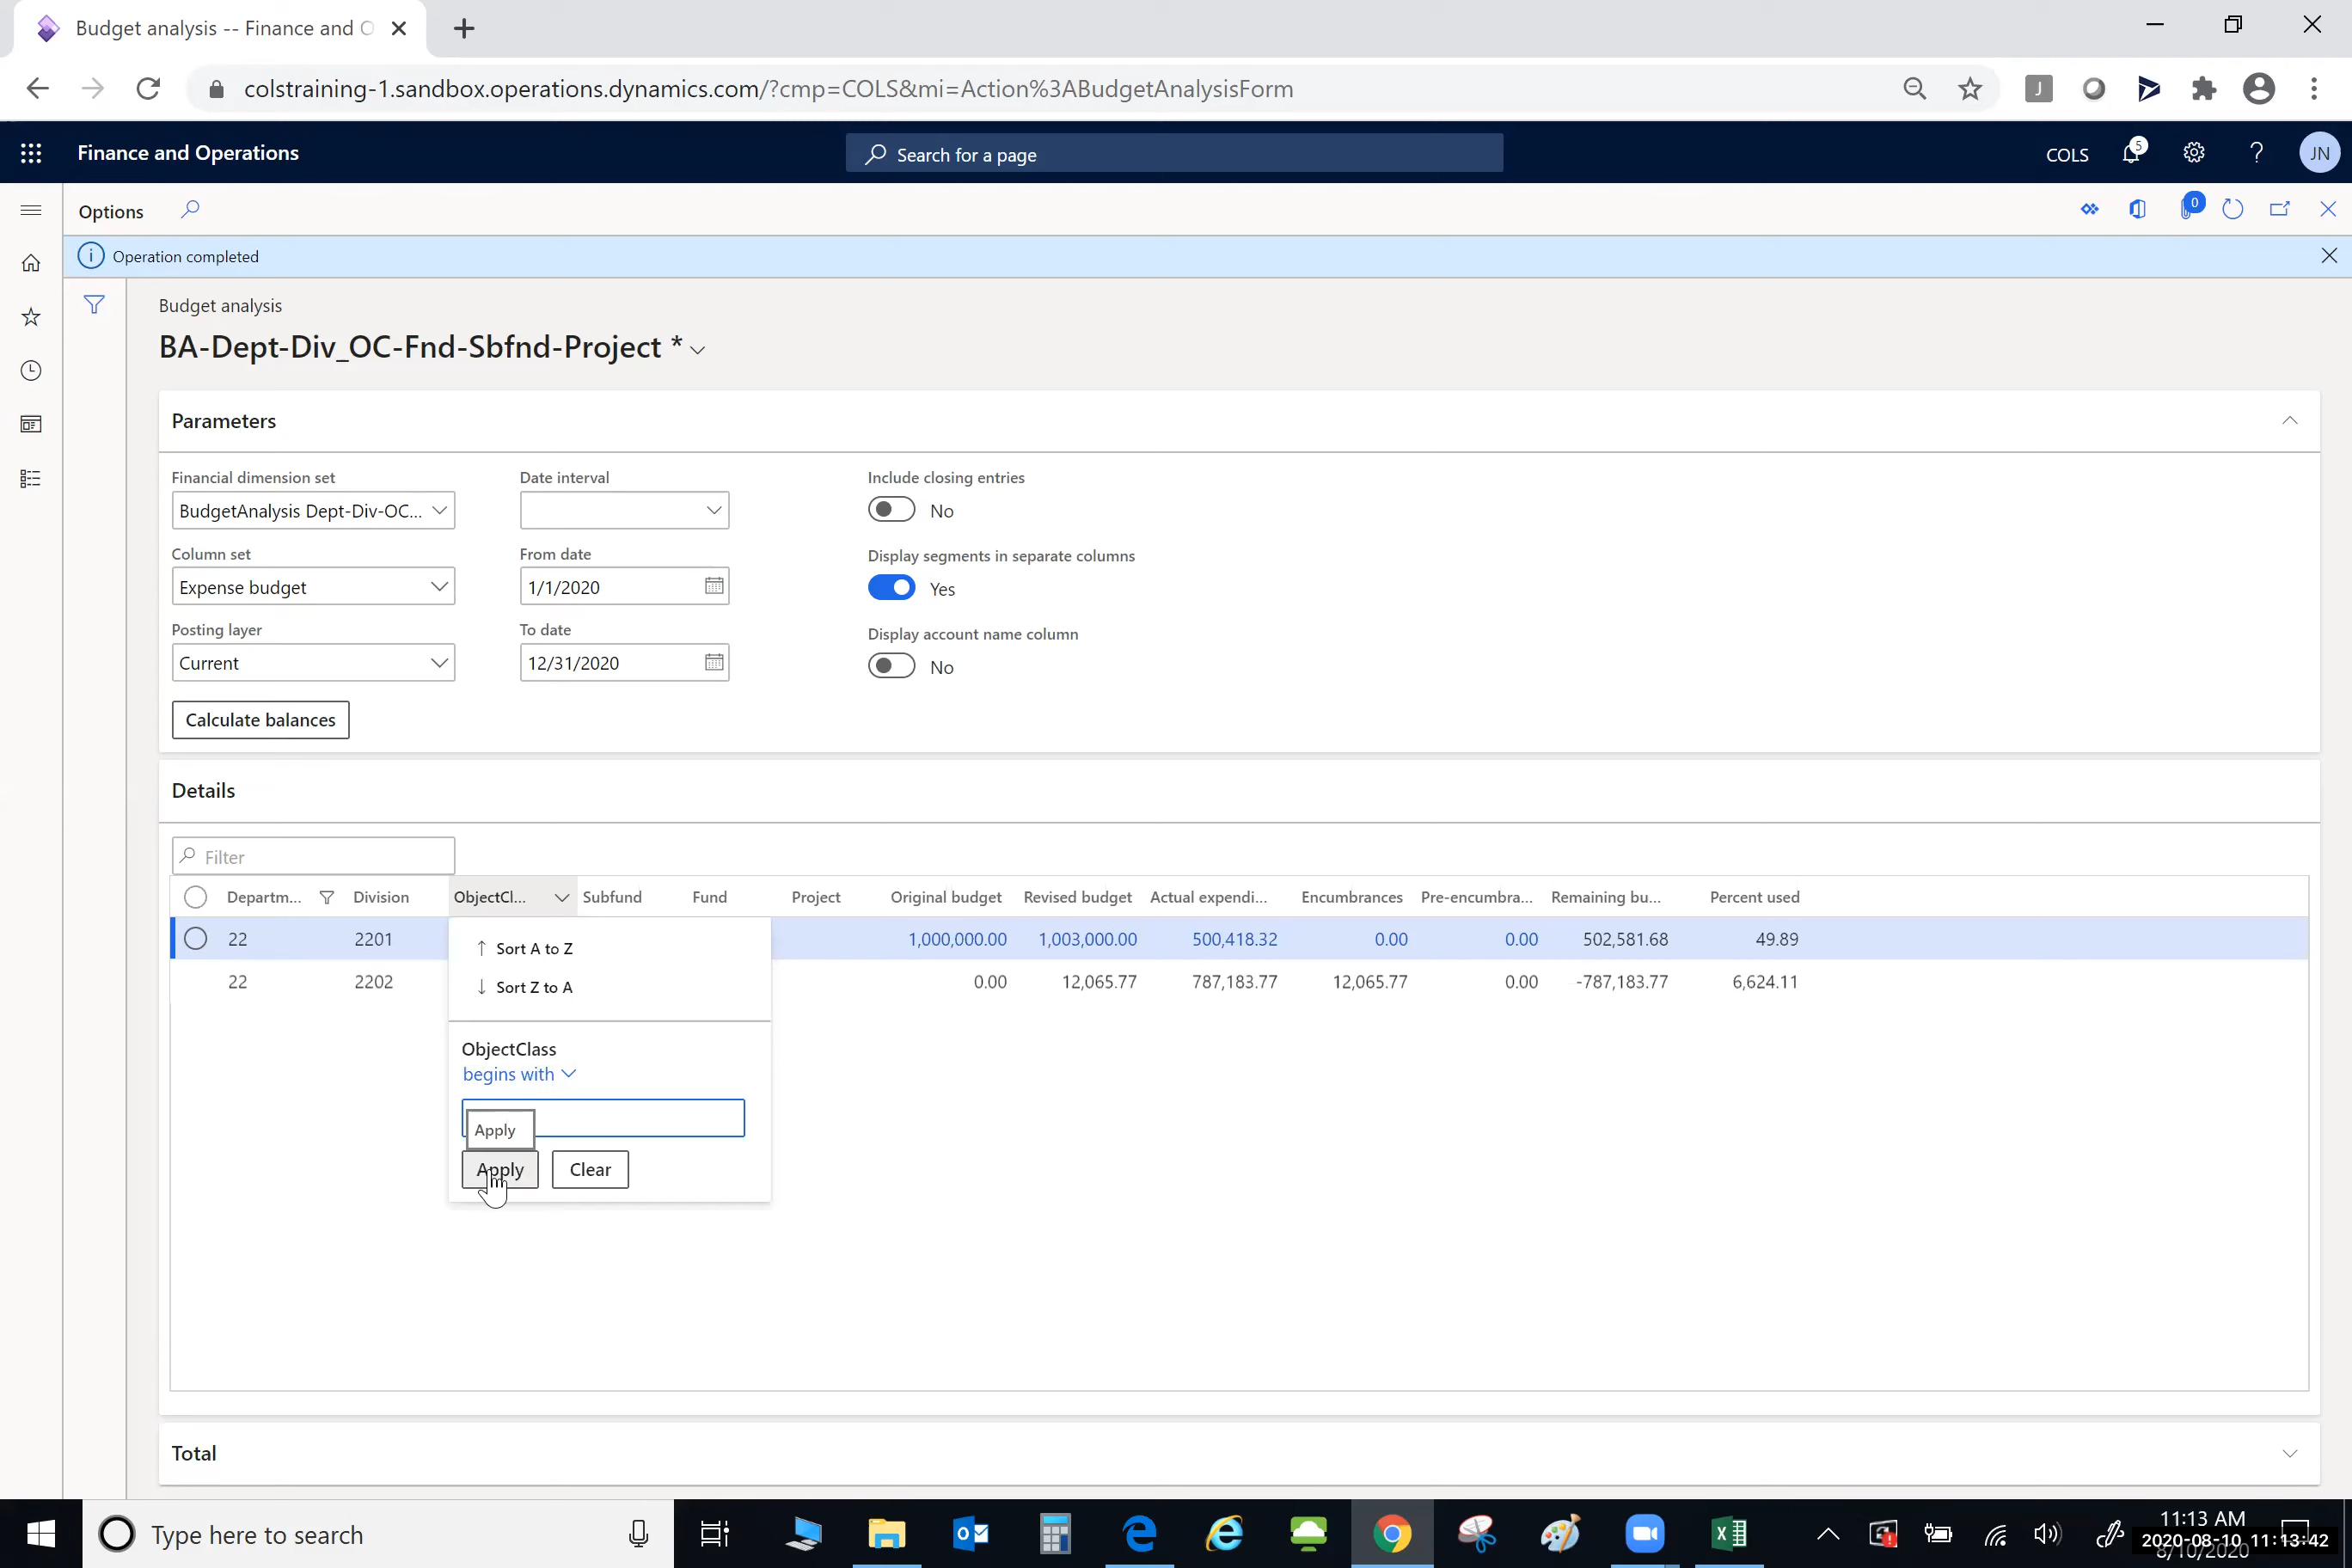 Budget analysis -- Finance and O
colstraining-1.sandbox.operations.dynamics.com/?cmp=COLS&mi=Action%3ABudgetAnalysisForm
J
Finance and Operations
Search for a page
COLS
5
?
JN
Options
0
Operation completed
Budget analysis
BA-Dept-Div_OC-Fnd-Sbfnd-Project *
Parameters
Financial dimension set
Date interval
Include closing entries
BudgetAnalysis Dept-Div-OC...
No
Column set
From date
Display segments in separate columns
Expense budget
1/1/2020
Yes
Posting layer
To date
Display account name column
Current
12/31/2020
No
Calculate balances
Details
Filter
Departm... Division ObjectCl... Subfund Fund Project Original budget Revised budget Actual expendi... Encumbrances Pre-encumbra... Remaining bu... Percent used
22 2201 1,000,000.00 1,003,000.00 500,418.32 0.00 0.00 502,581.68 49.89
Sort A to Z
22 2202 0.00 12,065.77 787,183.77 12,065.77 0.00 -787,183.77 6,624.11
Sort Z to A
ObjectClass
begins with
Apply
Apply Clear
Total
Type here to search
11:13 AM
2020-08-10 11:13:42
8/10/2020